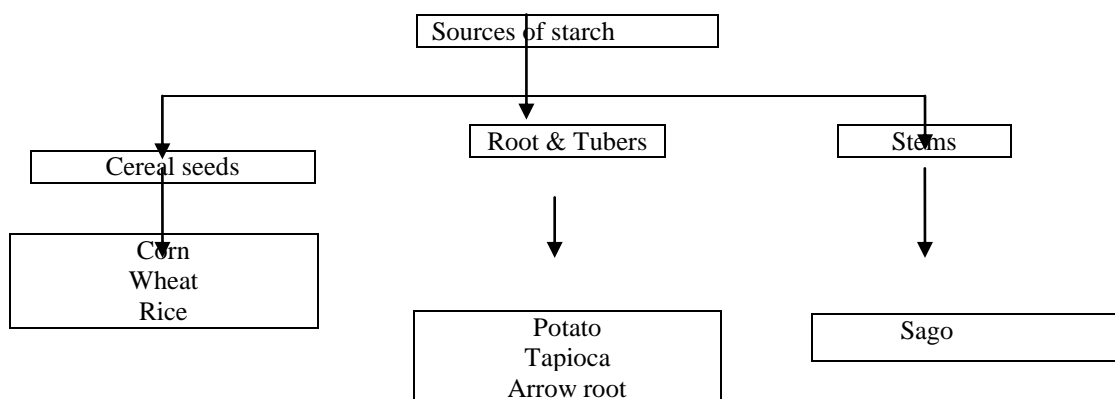 Sources of starch
Root & Tubers
Stems
Cereal seeds
Corn
Wheat
Rice
Potato
Tapioca
Arrow root
Sago